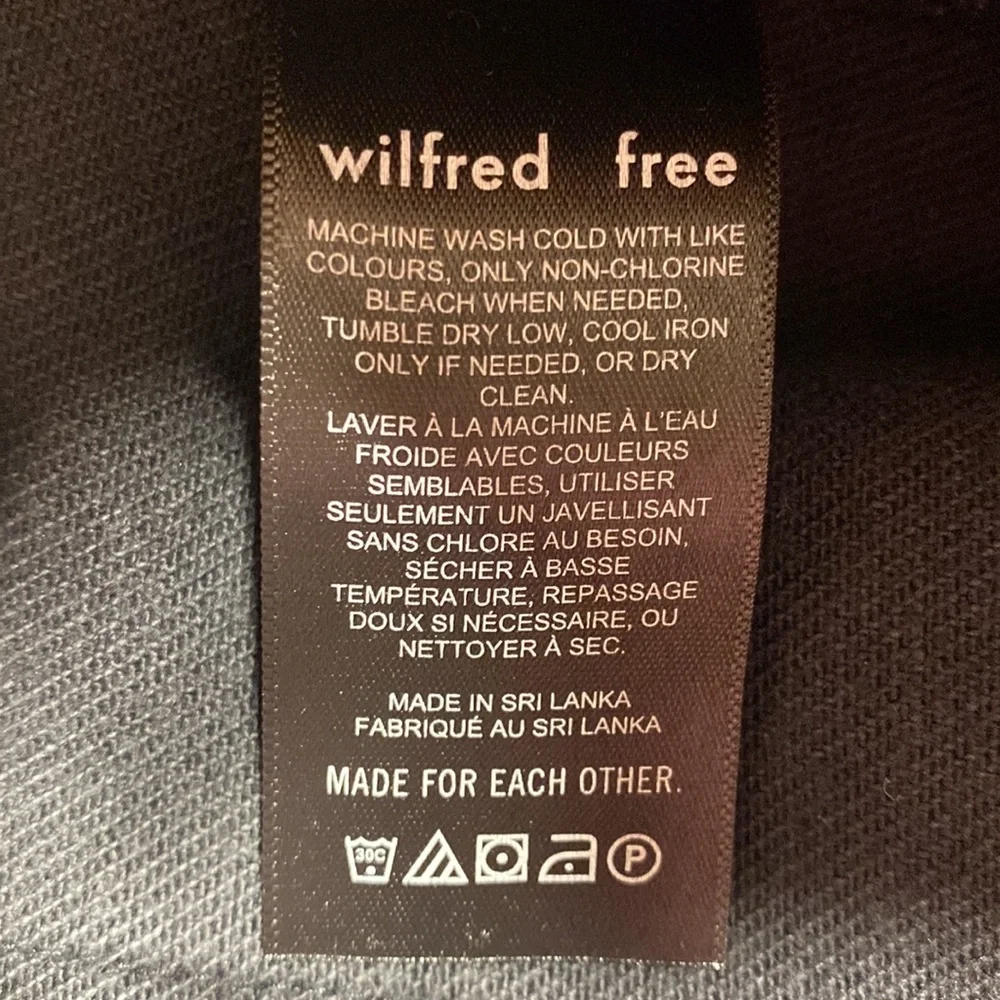 wilfred free
MACHINE WASH COLD WITH LIKE
COLOURS, ONLY NON-CHLORINE
BLEACH WHEN NEEDED,
TUMBLE DRY LOW, COOL IRON
ONLY IF NEEDED, OR DRY
CLEAN.
LAVER À LA MACHINE À L'EAU
FROIDE AVEC COULEURS
SEMBLABLES, UTILISER
SEULEMENT UN JAVELLISANT
SANS CHLORE AU BESOIN,
SÉCHER À BASSE
TEMPÉRATURE, REPASSAGE
DOUX SI NÉCESSAIRE, OU
NETTOYER À SEC.
MADE IN SRI LANKA
FABRIQUÉ AU SRI LANKA
MADE FOR EACH OTHER.
30C P